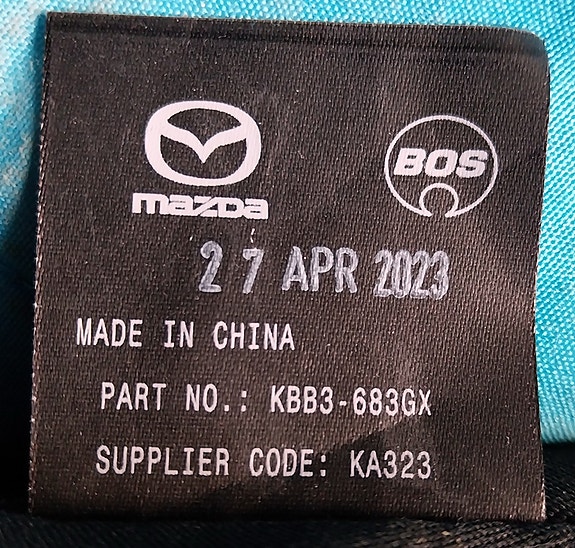 mazda BOS
27 APR 2023
MADE IN CHINA
PART NO.: KBB3-683GX
SUPPLIER CODE: KA323